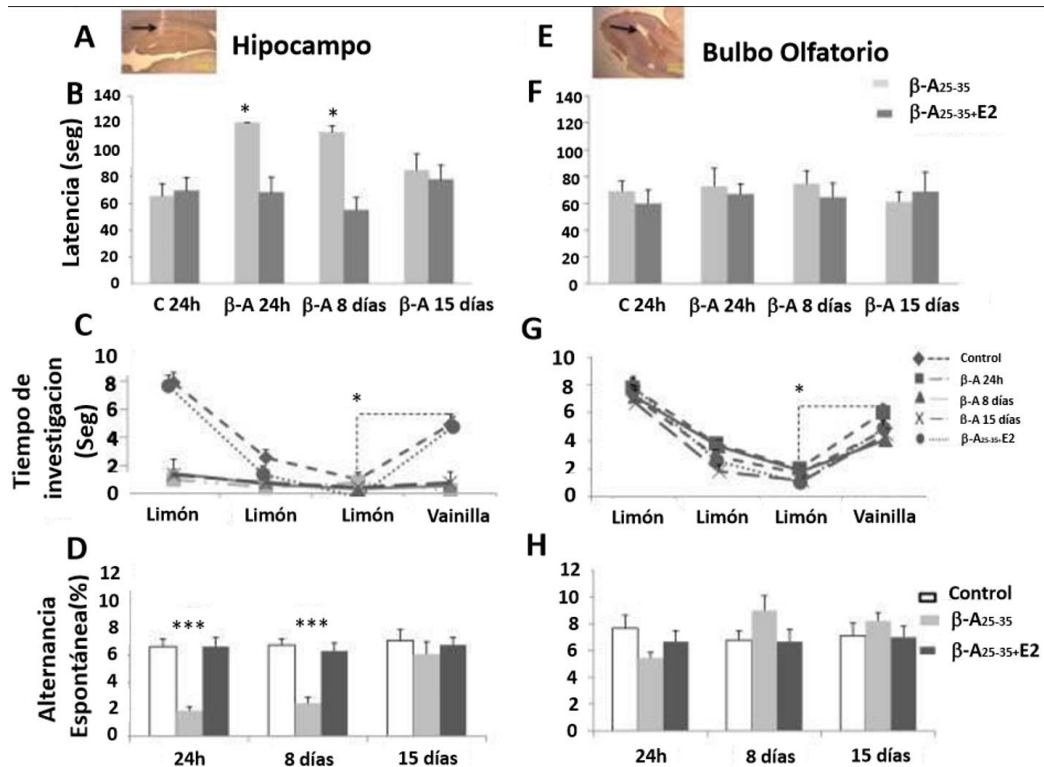 A
Hipocampo
E
Bulbo Olfatorio
B
Latencia (seg)
140
120
100
80
60
40
20
0
*
*
C 24h
β-A 24h
β-A 8 días
β-A 15 días
F
β-A25-35
β-A25-35+E2
140
120
100
80
60
40
20
0
C 24h
β-A 24h
β-A 8 días
β-A 15 días
C
Tiempo de
investigacion
(Seg)
10
8
6
4
2
0
*
Limón
Limón
Limón
Vainilla
G
10
8
6
4
2
0
*
Limón
Limón
Limón
Vainilla
Control
β-A 24h
β-A 8 días
β-A 15 días
β-A25-35+E2
D
Alternancia
Espontánea(%)
12
10
8
6
4
2
0
***
***
24h
8 días
15 días
H
12
10
8
6
4
2
0
24h
8 días
15 días
Control
β-A25-35
β-A25-35+E2